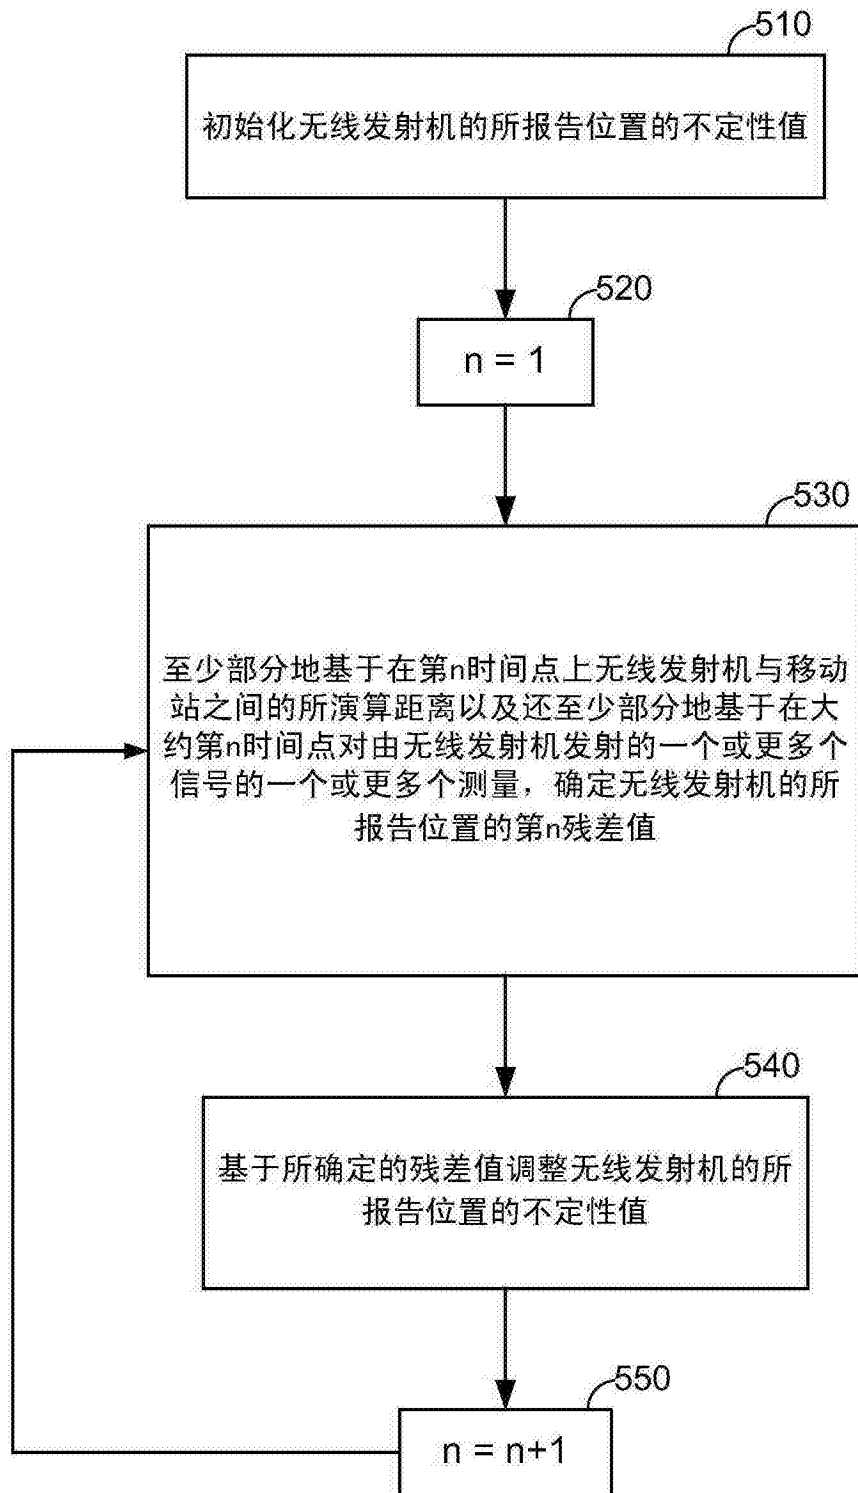 510
初始化无线发射机的所报告位置的不定性值
520
n = 1
530
至少部分地基于在第n时间点上无线发射机与移动
站之间的所演算距离以及还至少部分地基于在大
约第n时间点对由无线发射机发射的一个或更多个
信号的一个或更多个测量，确定无线发射机的所
报告位置的第n残差值
540
基于所确定的残差值调整无线发射机的所
报告位置的不定性值
550
n = n+1